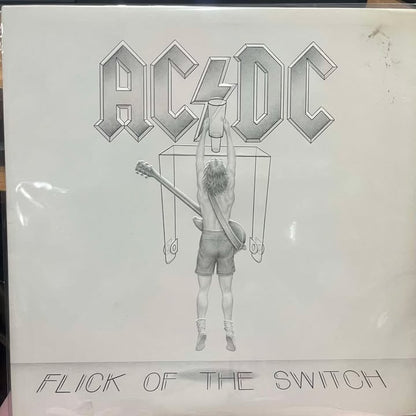 AC⚡DC
FLICK OF THE SWITCH